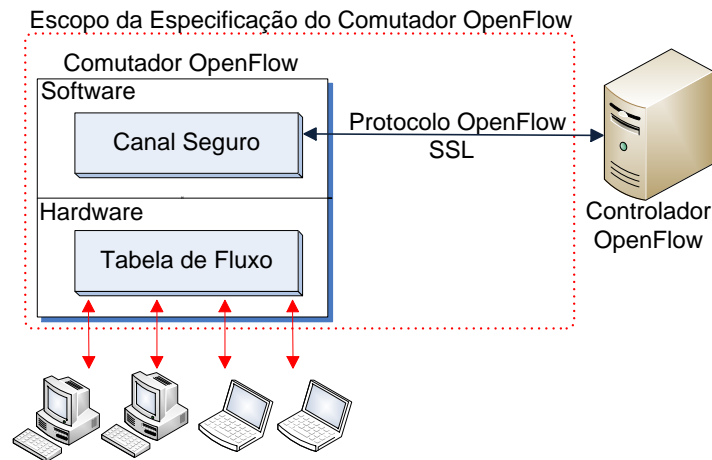 Escopo da Especificação do Comutador OpenFlow
Comutador OpenFlow
Software
Canal Seguro
Protocolo OpenFlow
SSL
Hardware
Tabela de Fluxo
Controlador
OpenFlow